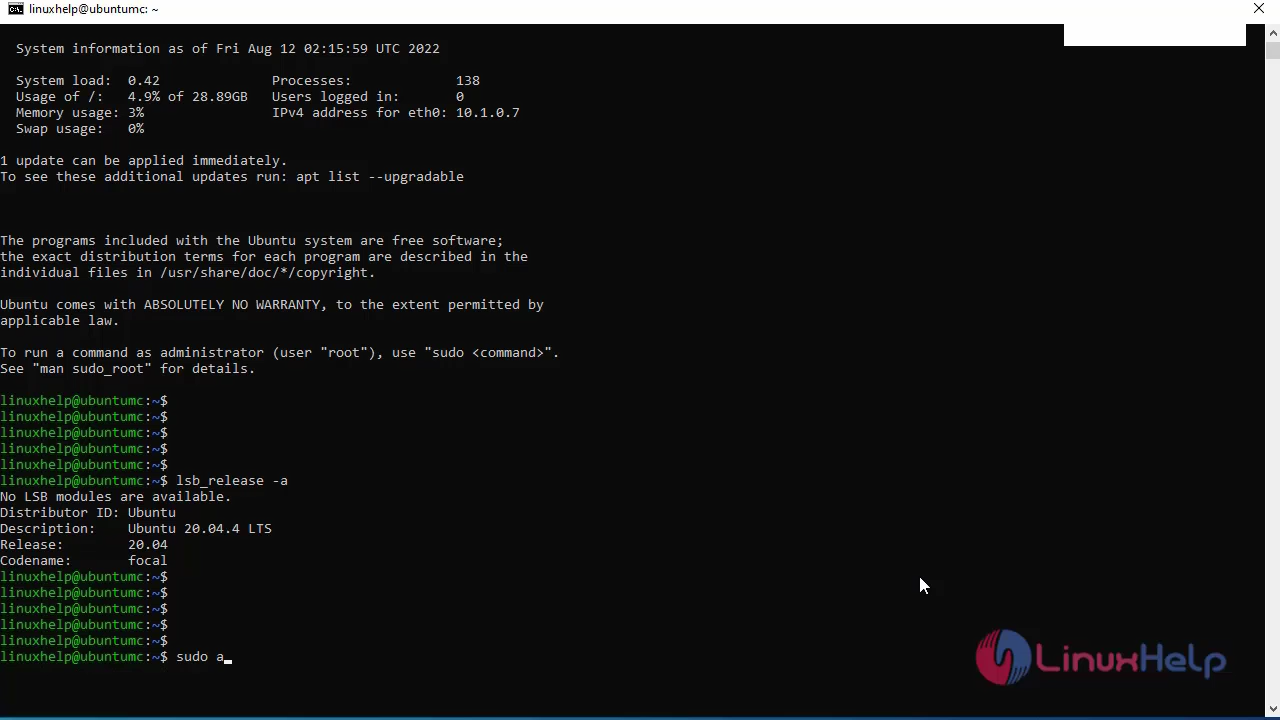 linuxhelp@ubuntumc: ~
System information as of Fri Aug 12 02:15:59 UTC 2022
System load:  0.42              Processes:             138
Usage of /:   4.9% of 28.89GB   Users logged in:       0
Memory usage: 3%                IPv4 address for eth0: 10.1.0.7
Swap usage:   0%
1 update can be applied immediately.
To see these additional updates run: apt list --upgradable
The programs included with the Ubuntu system are free software;
the exact distribution terms for each program are described in the
individual files in /usr/share/doc/*/copyright.
Ubuntu comes with ABSOLUTELY NO WARRANTY, to the extent permitted by
applicable law.
To run a command as administrator (user "root"), use "sudo <command>".
See "man sudo_root" for details.
linuxhelp@ubuntumc:~$
linuxhelp@ubuntumc:~$
linuxhelp@ubuntumc:~$
linuxhelp@ubuntumc:~$
linuxhelp@ubuntumc:~$
linuxhelp@ubuntumc:~$ lsb_release -a
No LSB modules are available.
Distributor ID: Ubuntu
Description:    Ubuntu 20.04.4 LTS
Release:        20.04
Codename:       focal
linuxhelp@ubuntumc:~$
linuxhelp@ubuntumc:~$
linuxhelp@ubuntumc:~$
linuxhelp@ubuntumc:~$
linuxhelp@ubuntumc:~$
linuxhelp@ubuntumc:~$ sudo a
LinuxHelp